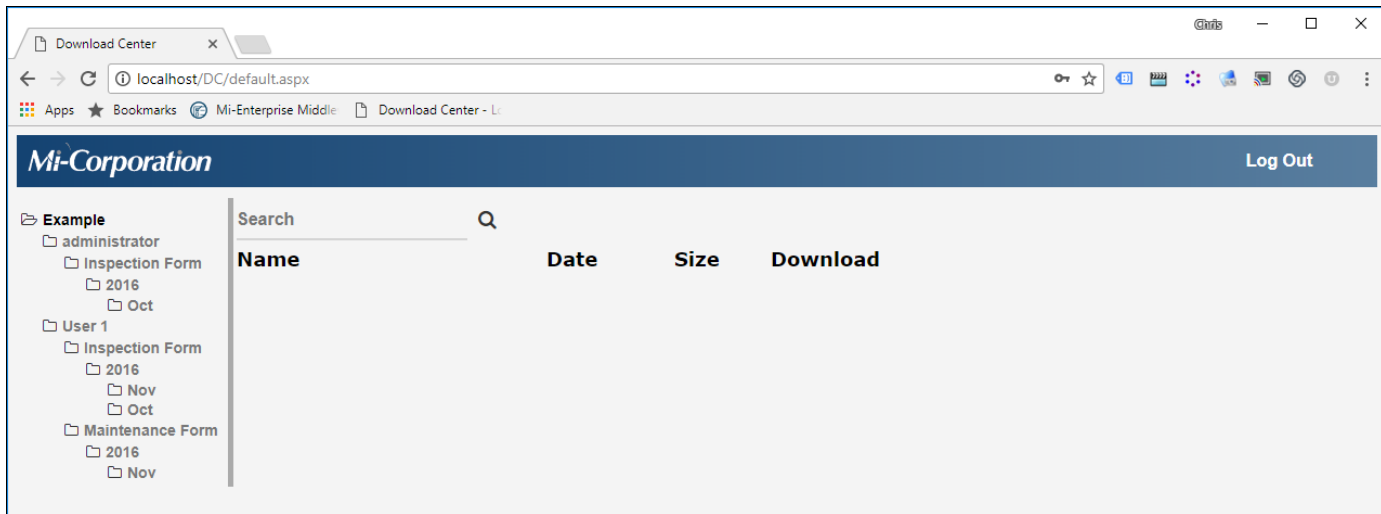 Chris
Download Center
localhost/DC/default.aspx
Apps Bookmarks Mi-Enterprise Middle Download Center - Lo
Mi-Corporation Log Out
Example
administrator
Inspection Form
2016
Oct
User 1
Inspection Form
2016
Nov
Oct
Maintenance Form
2016
Nov
Search
Name Date Size Download